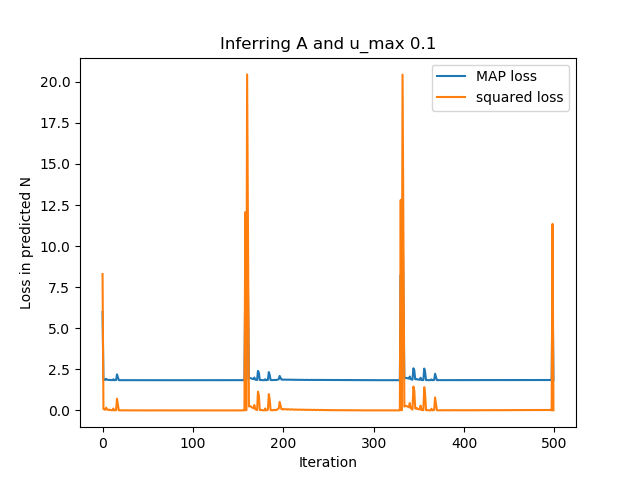 Inferring A and u_max 0.1
MAP loss
squared loss
Loss in predicted N
20.0
17.5
15.0
12.5
10.0
7.5
5.0
2.5
0.0
0 100 200 300 400 500
Iteration